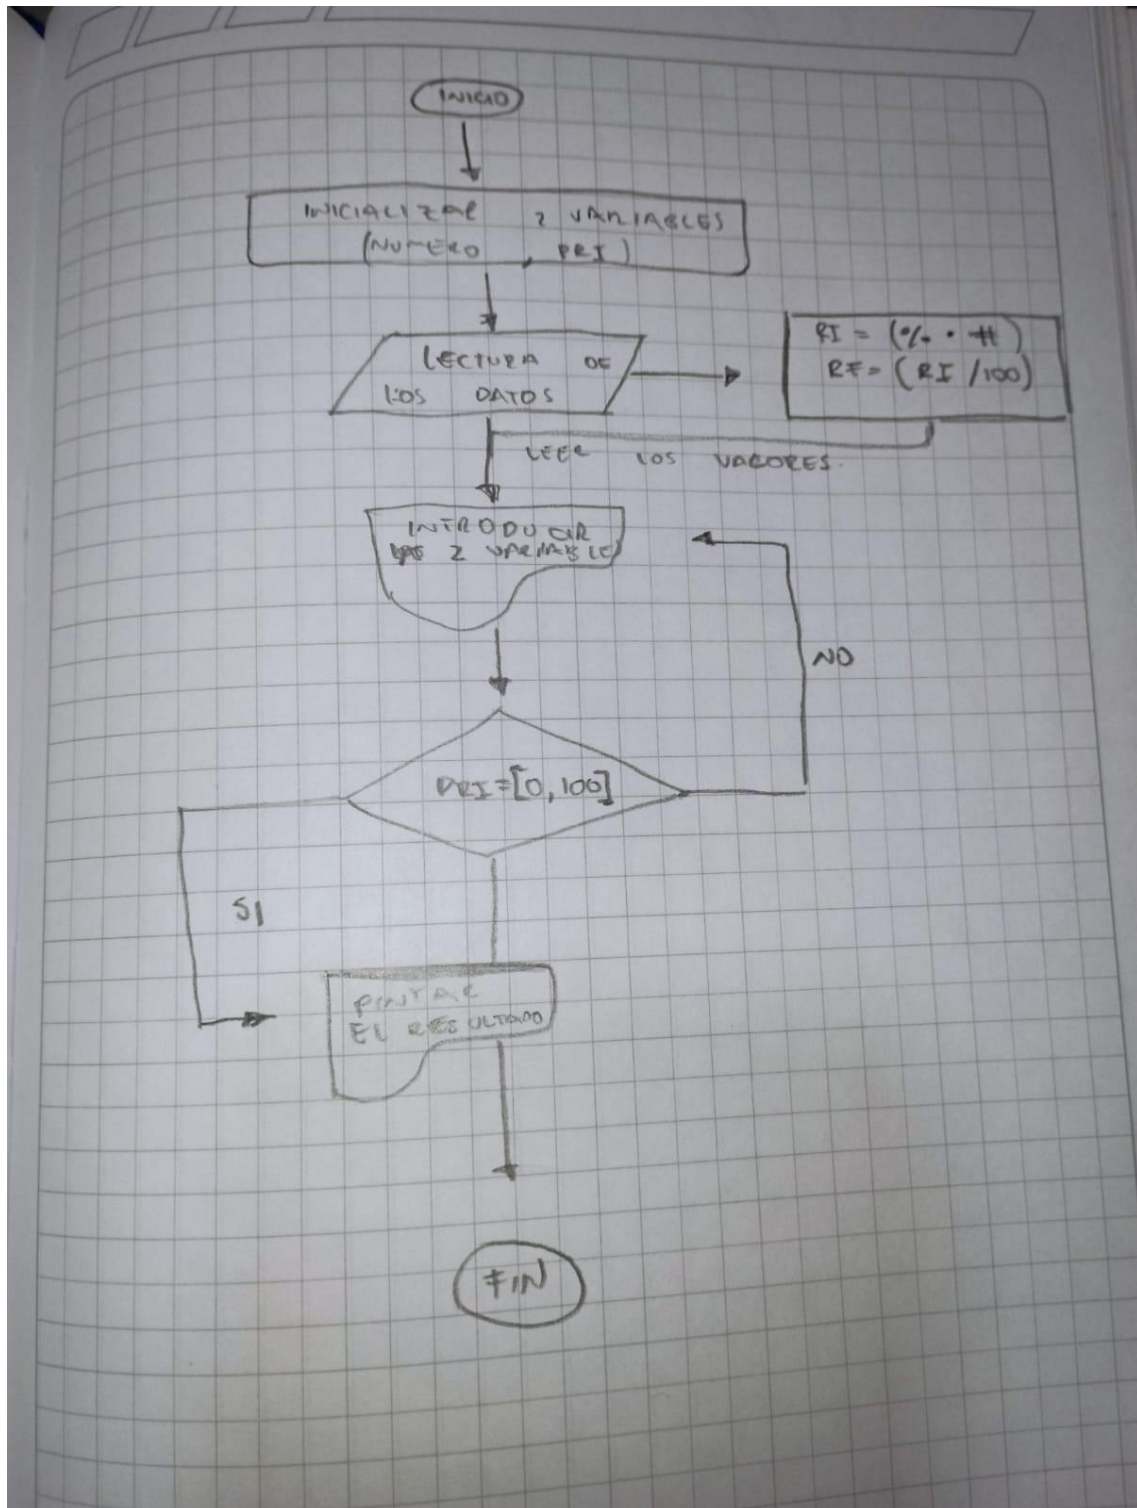 INICIO
INICIALIZAR 2 VARIABLES
(NUMERO, PRI)
LECTURA DE
LOS DATOS
RI = (% • #)
RF = (RI /100)
LEER LOS VALORES.
INTRODUCIR
LAS 2 VARIABLE
NO
PRI=[0,100]
SI
PINTAR
EL RESULTADO
FIN